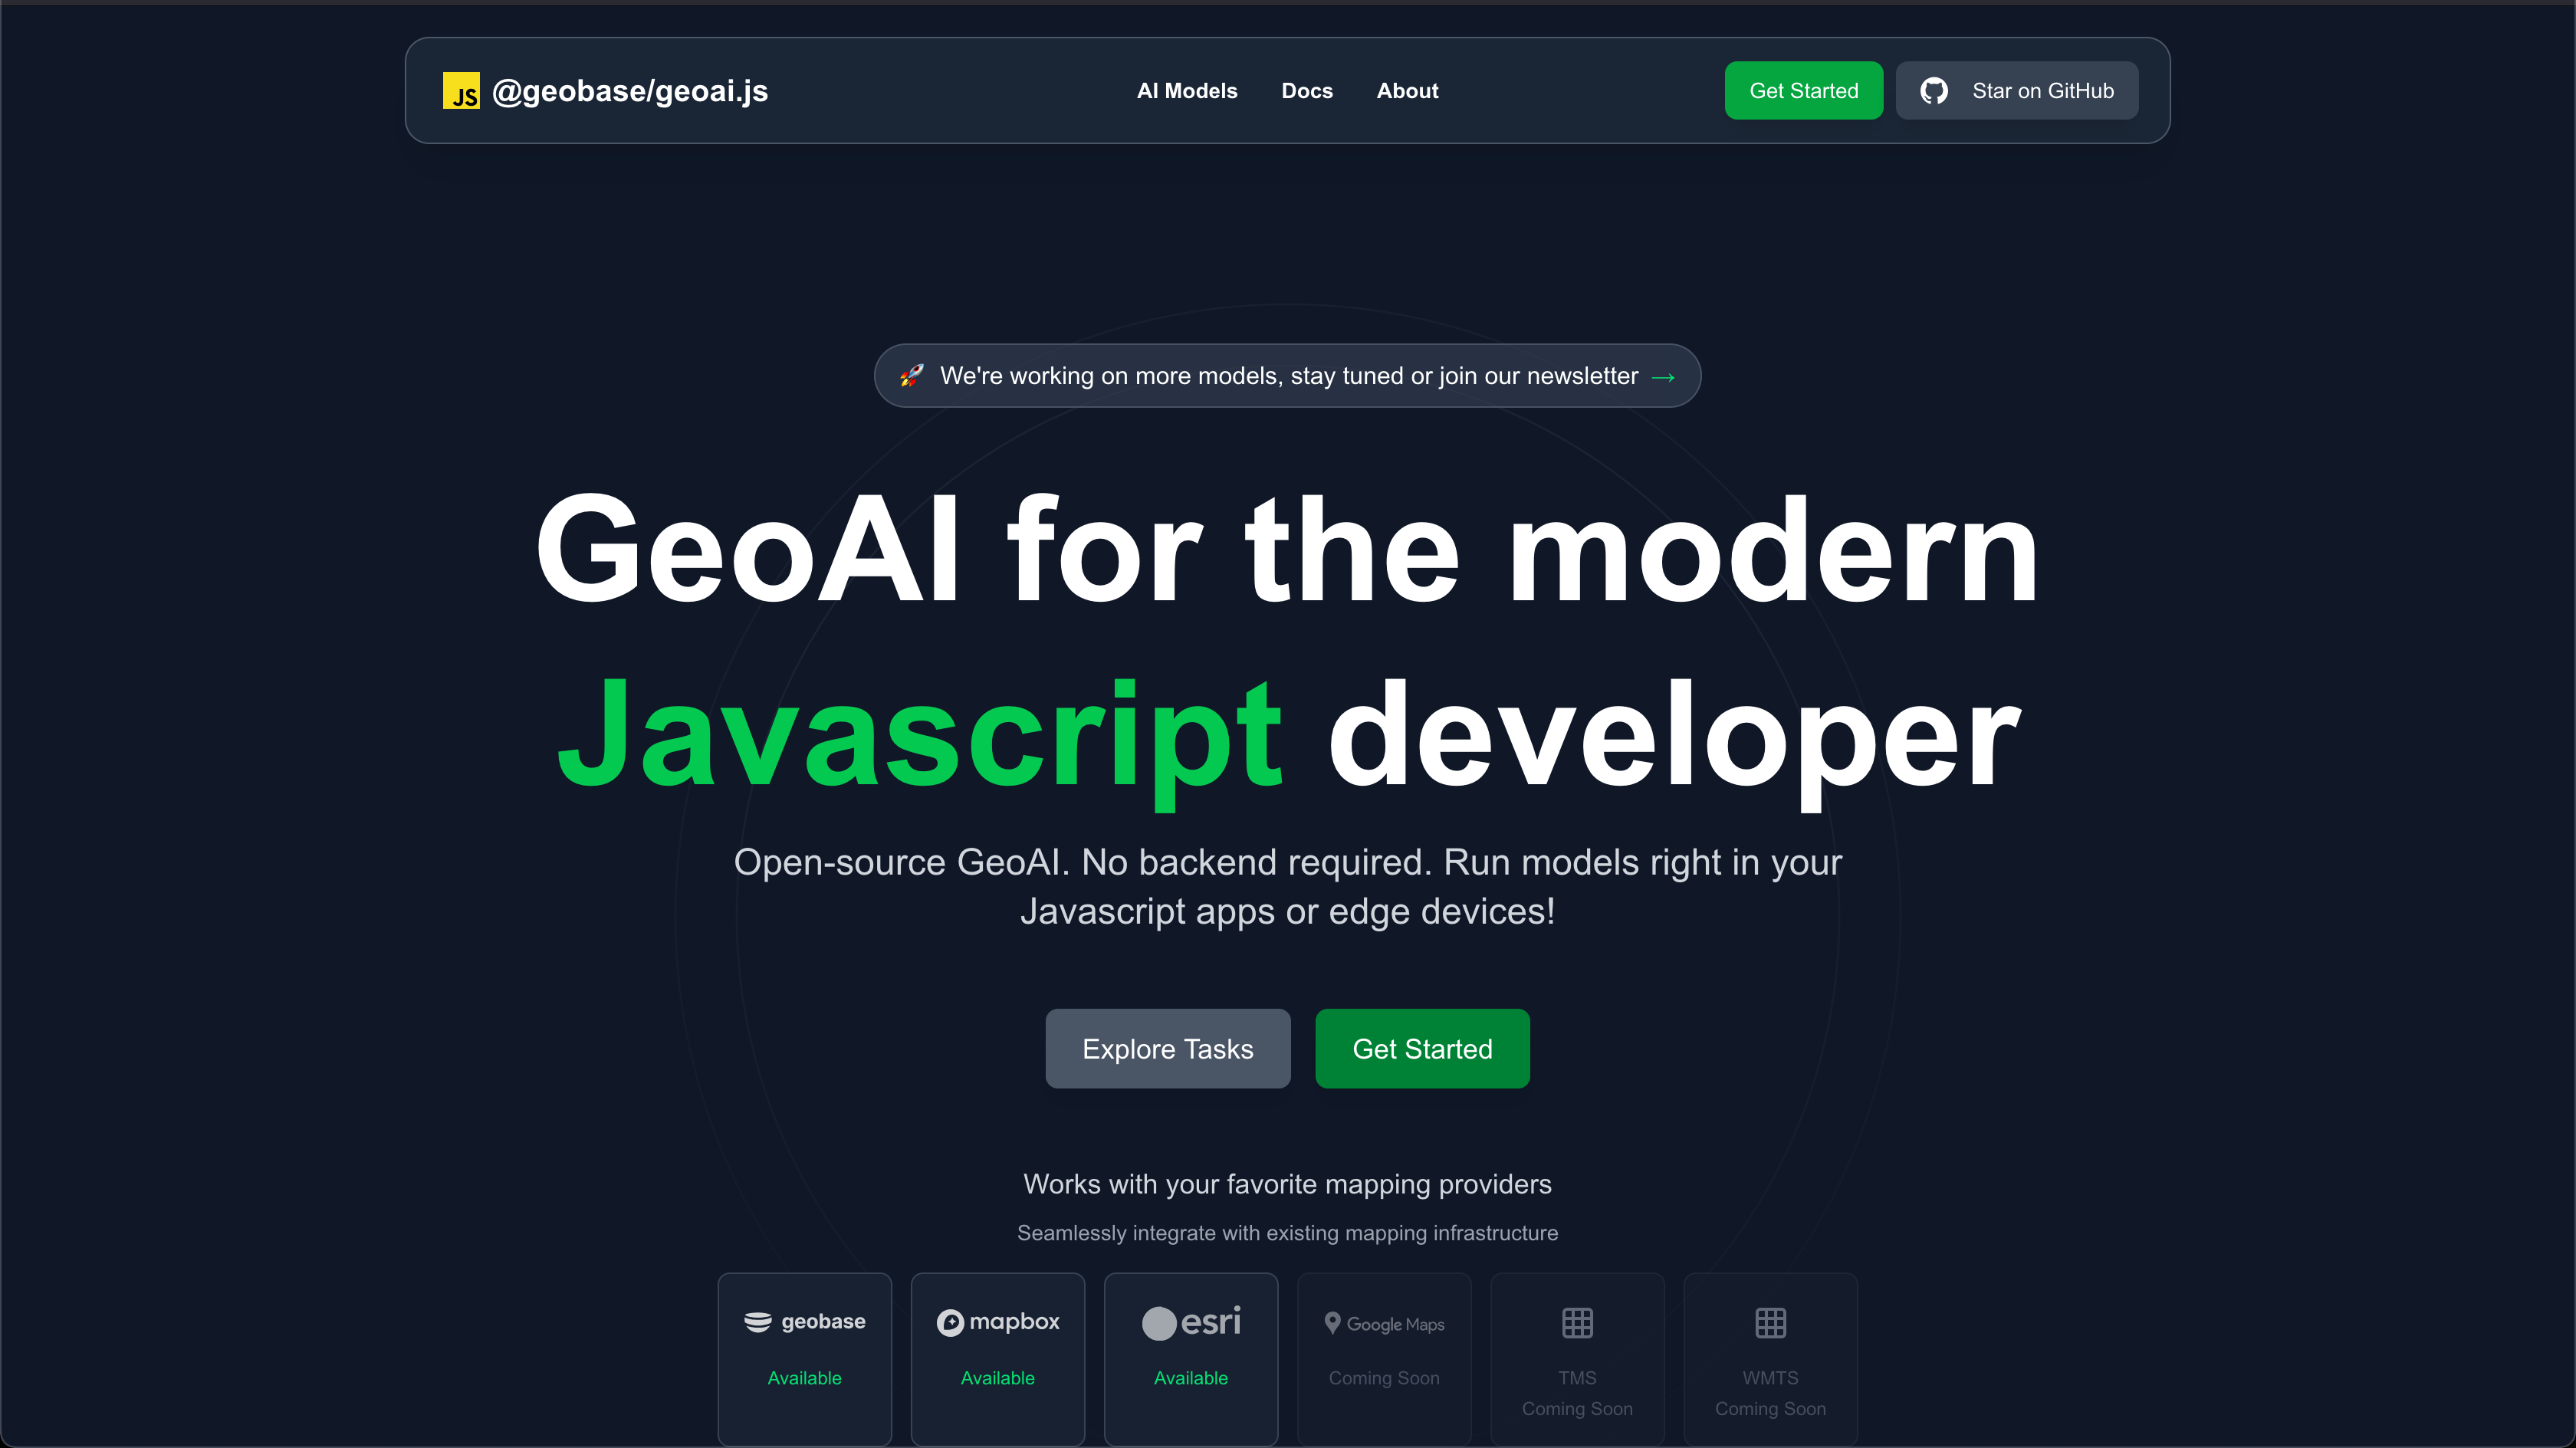 JS @geobase/geoai.js
AI Models
Docs
About
Get Started
Star on GitHub
🚀 We're working on more models, stay tuned or join our newsletter →
GeoAI for the modern
Javascript developer
Open-source GeoAI. No backend required. Run models right in your
Javascript apps or edge devices!
Explore Tasks
Get Started
Works with your favorite mapping providers
Seamlessly integrate with existing mapping infrastructure
geobase
Available
mapbox
Available
esri
Available
Google Maps
Coming Soon
TMS
Coming Soon
WMTS
Coming Soon